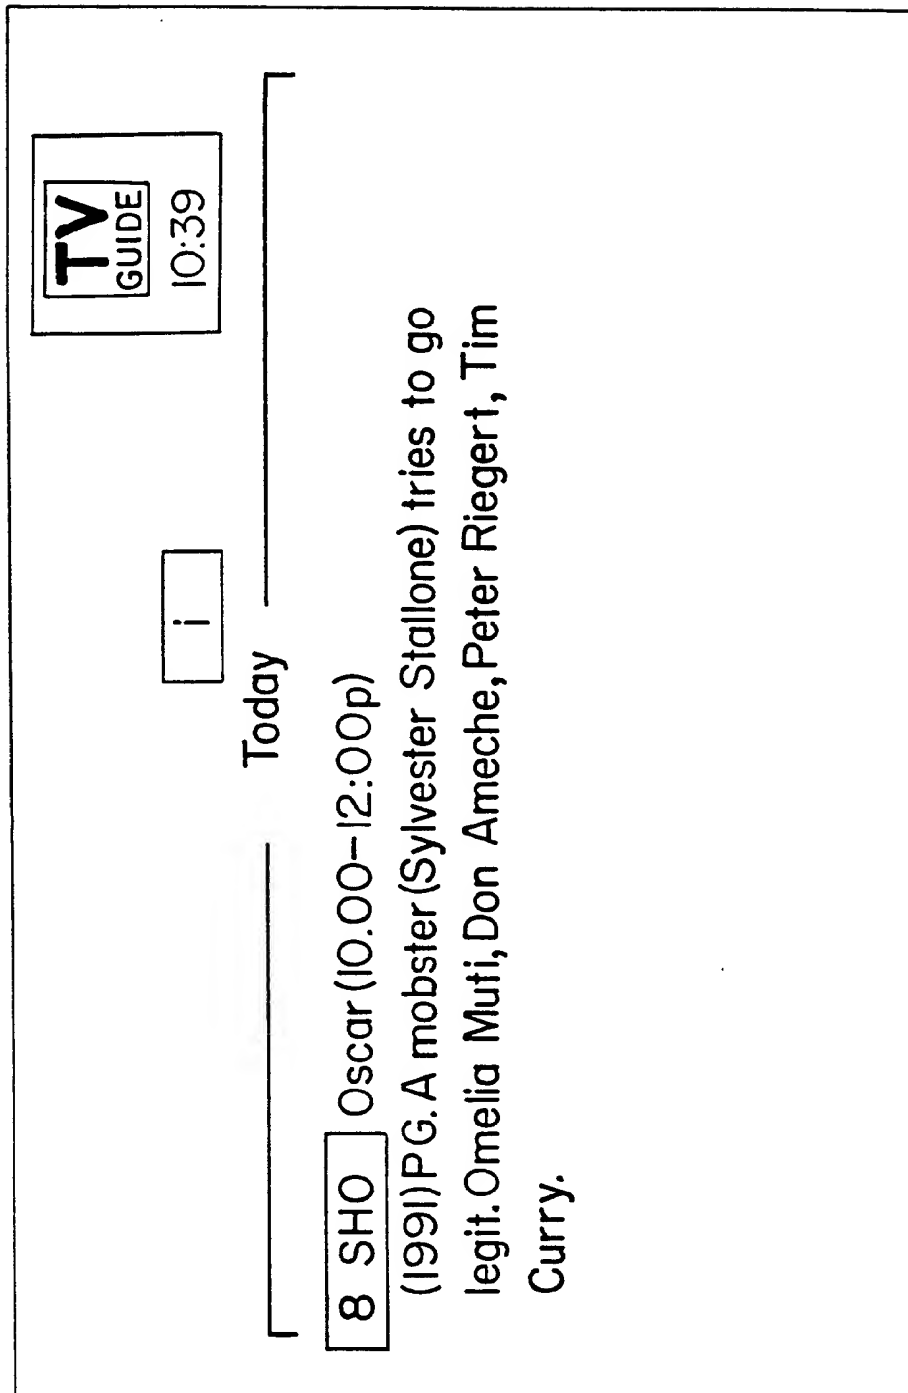 TV
GUIDE
10:39
i
Today
8 SHO Oscar (10.00-12:00p)
(1991) PG. A mobster (Sylvester Stallone) tries to go
legit. Omelia Muti, Don Ameche, Peter Riegert, Tim
Curry.